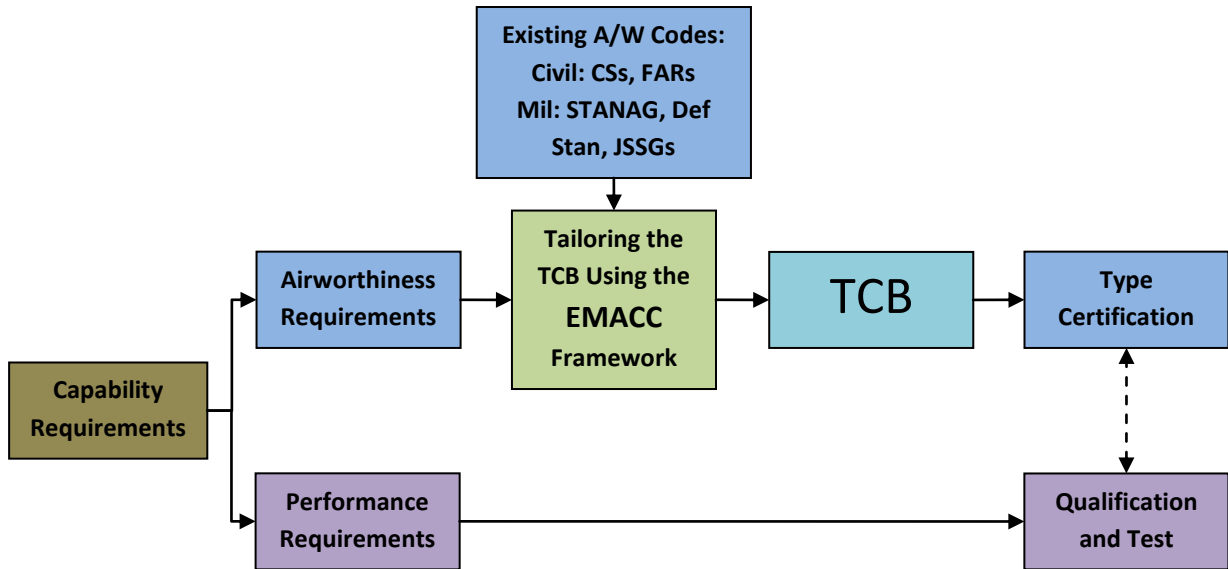 Existing A/W Codes:
Civil: CSs, FARs
Mil: STANAG, Def
Stan, JSSGs
Tailoring the
TCB Using the
EMACC
Framework
Airworthiness
Requirements
TCB
Type
Certification
Capability
Requirements
Performance
Requirements
Qualification
and Test